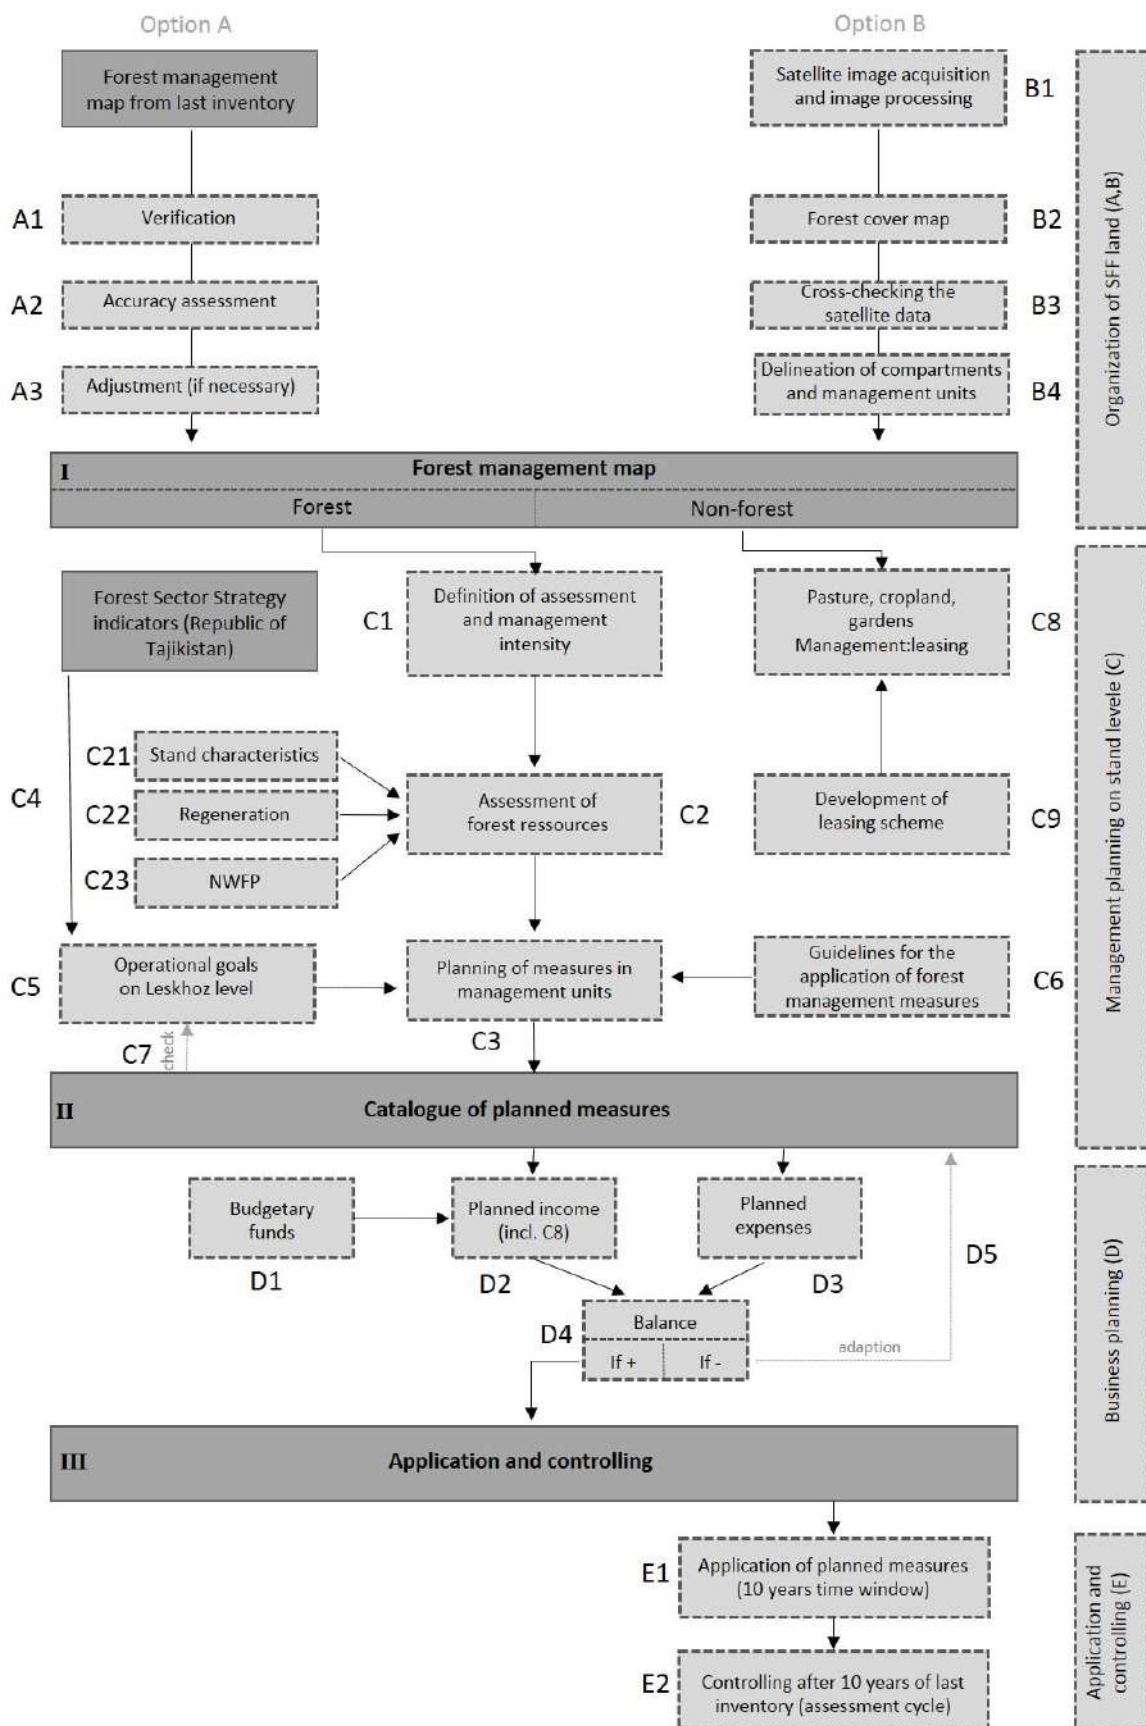 Option A
Option B
Forest management
map from last inventory
Satellite image acquisition
and image processing
B1
A1
Verification
Forest cover map
B2
A2
Accuracy assessment
Cross-checking the
satellite data
B3
A3
Adjustment (if necessary)
Delineation of compartments
and management units
B4
Organization of SFF land (A,B)
I
Forest management map
Forest
Non-forest
Forest Sector Strategy
indicators (Republic of
Tajikistan)
C1
Definition of assessment
and management
intensity
Pasture, cropland,
gardens
Management:leasing
C8
C21
Stand characteristics
C4
C22
Regeneration
Assessment of
forest ressources
C2
Development of
leasing scheme
C9
C23
NWFP
C5
Operational goals
on Leskhoz level
Planning of measures in
management units
Guidelines for the
application of forest
management measures
C6
C7
check
C3
Management planning on stand levele (C)
II
Catalogue of planned measures
Budgetary
funds
Planned income
(incl. C8)
Planned
expenses
D1
D2
D3
D5
D4
Balance
If +
If -
adaption
Business planning (D)
III
Application and controlling
E1
Application of planned measures
(10 years time window)
E2
Controlling after 10 years of last
inventory (assessment cycle)
Application and
controlling (E)